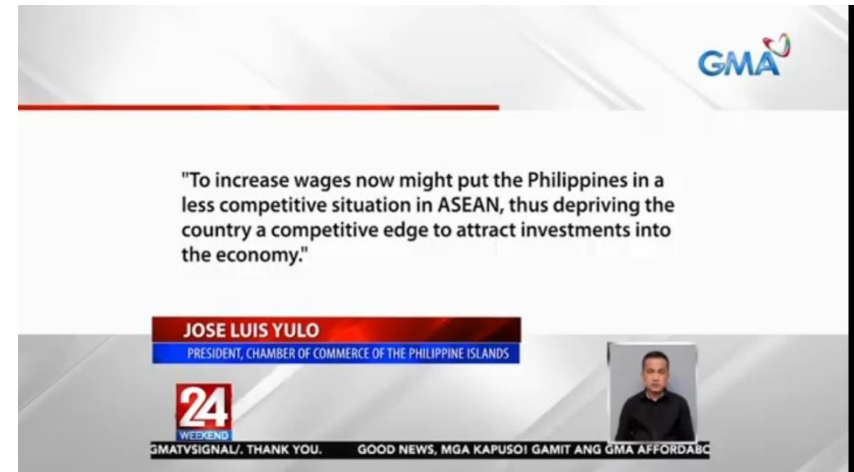 GMA
"To increase wages now might put the Philippines in a
less competitive situation in ASEAN, thus depriving the
country a competitive edge to attract investments into
the economy."
JOSE LUIS YULO
PRESIDENT, CHAMBER OF COMMERCE OF THE PHILIPPINE ISLANDS
24
WEEKEND
GMATVSIGNAL/. THANK YOU. GOOD NEWS, MGA KAPUSO! GAMIT ANG GMA AFFORDABC